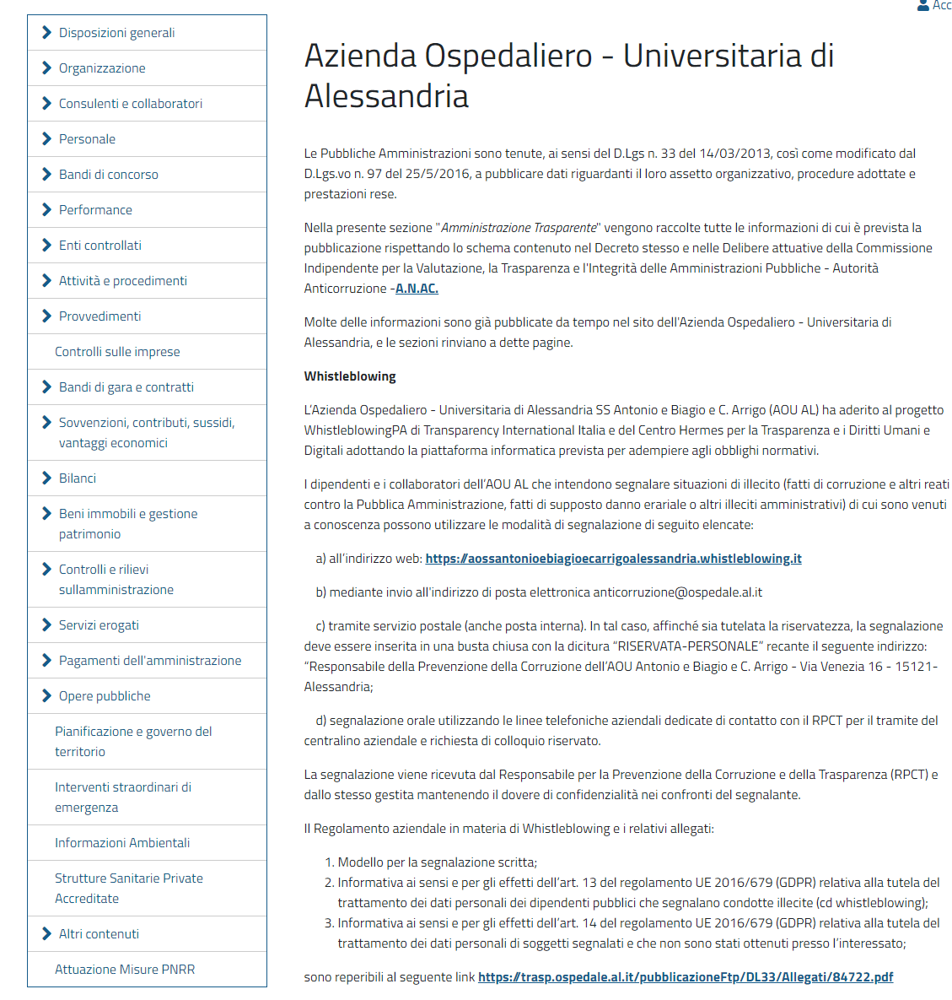 Acc
Disposizioni generali
Organizzazione
Consulenti e collaboratori
Personale
Bandi di concorso
Performance
Enti controllati
Attività e procedimenti
Provvedimenti
Controlli sulle imprese
Bandi di gara e contratti
Sovvenzioni, contributi, sussidi,
vantaggi economici
Bilanci
Beni immobili e gestione
patrimonio
Controlli e rilievi
sullamministrazione
Servizi erogati
Pagamenti dell'amministrazione
Opere pubbliche
Pianificazione e governo del
territorio
Interventi straordinari di
emergenza
Informazioni Ambientali
Strutture Sanitarie Private
Accreditate
Altri contenuti
Attuazione Misure PNRR
Azienda Ospedaliero - Universitaria di
Alessandria
Le Pubbliche Amministrazioni sono tenute, ai sensi del D.Lgs n. 33 del 14/03/2013, così come modificato dal
D.Lgs.vo n. 97 del 25/5/2016, a pubblicare dati riguardanti il loro assetto organizzativo, procedure adottate e
prestazioni rese.
Nella presente sezione "Amministrazione Trasparente" vengono raccolte tutte le informazioni di cui è prevista la
pubblicazione rispettando lo schema contenuto nel Decreto stesso e nelle Delibere attuative della Commissione
Indipendente per la Valutazione, la Trasparenza e l'Integrità delle Amministrazioni Pubbliche - Autorità
Anticorruzione -A.N.AC.
Molte delle informazioni sono già pubblicate da tempo nel sito dell'Azienda Ospedaliero - Universitaria di
Alessandria, e le sezioni rinviano a dette pagine.
Whistleblowing
L’Azienda Ospedaliero - Universitaria di Alessandria SS Antonio e Biagio e C. Arrigo (AOU AL) ha aderito al progetto
WhistleblowingPA di Transparency International Italia e del Centro Hermes per la Trasparenza e i Diritti Umani e
Digitali adottando la piattaforma informatica prevista per adempiere agli obblighi normativi.
I dipendenti e i collaboratori dell’AOU AL che intendono segnalare situazioni di illecito (fatti di corruzione e altri reati
contro la Pubblica Amministrazione, fatti di supposto danno erariale o altri illeciti amministrativi) di cui sono venuti
a conoscenza possono utilizzare le modalità di segnalazione di seguito elencate:
a) all’indirizzo web: https://aossantonioebiagioecarrigoalessandria.whistleblowing.it
b) mediante invio all'indirizzo di posta elettronica anticorruzione@ospedale.al.it
c) tramite servizio postale (anche posta interna). In tal caso, affinché sia tutelata la riservatezza, la segnalazione
deve essere inserita in una busta chiusa con la dicitura “RISERVATA-PERSONALE” recante il seguente indirizzo:
“Responsabile della Prevenzione della Corruzione dell’AOU Antonio e Biagio e C. Arrigo - Via Venezia 16 - 15121-
Alessandria;
d) segnalazione orale utilizzando le linee telefoniche aziendali dedicate di contatto con il RPCT per il tramite del
centralino aziendale e richiesta di colloquio riservato.
La segnalazione viene ricevuta dal Responsabile per la Prevenzione della Corruzione e della Trasparenza (RPCT) e
dallo stesso gestita mantenendo il dovere di confidenzialità nei confronti del segnalante.
Il Regolamento aziendale in materia di Whistleblowing e i relativi allegati:
1. Modello per la segnalazione scritta;
2. Informativa ai sensi e per gli effetti dell’art. 13 del regolamento UE 2016/679 (GDPR) relativa alla tutela del
trattamento dei dati personali dei dipendenti pubblici che segnalano condotte illecite (cd whistleblowing);
3. Informativa ai sensi e per gli effetti dell’art. 14 del regolamento UE 2016/679 (GDPR) relativa alla tutela del
trattamento dei dati personali di soggetti segnalati e che non sono stati ottenuti presso l’interessato;
sono reperibili al seguente link https://trasp.ospedale.al.it/pubblicazioneFtp/DL33/Allegati/84722.pdf